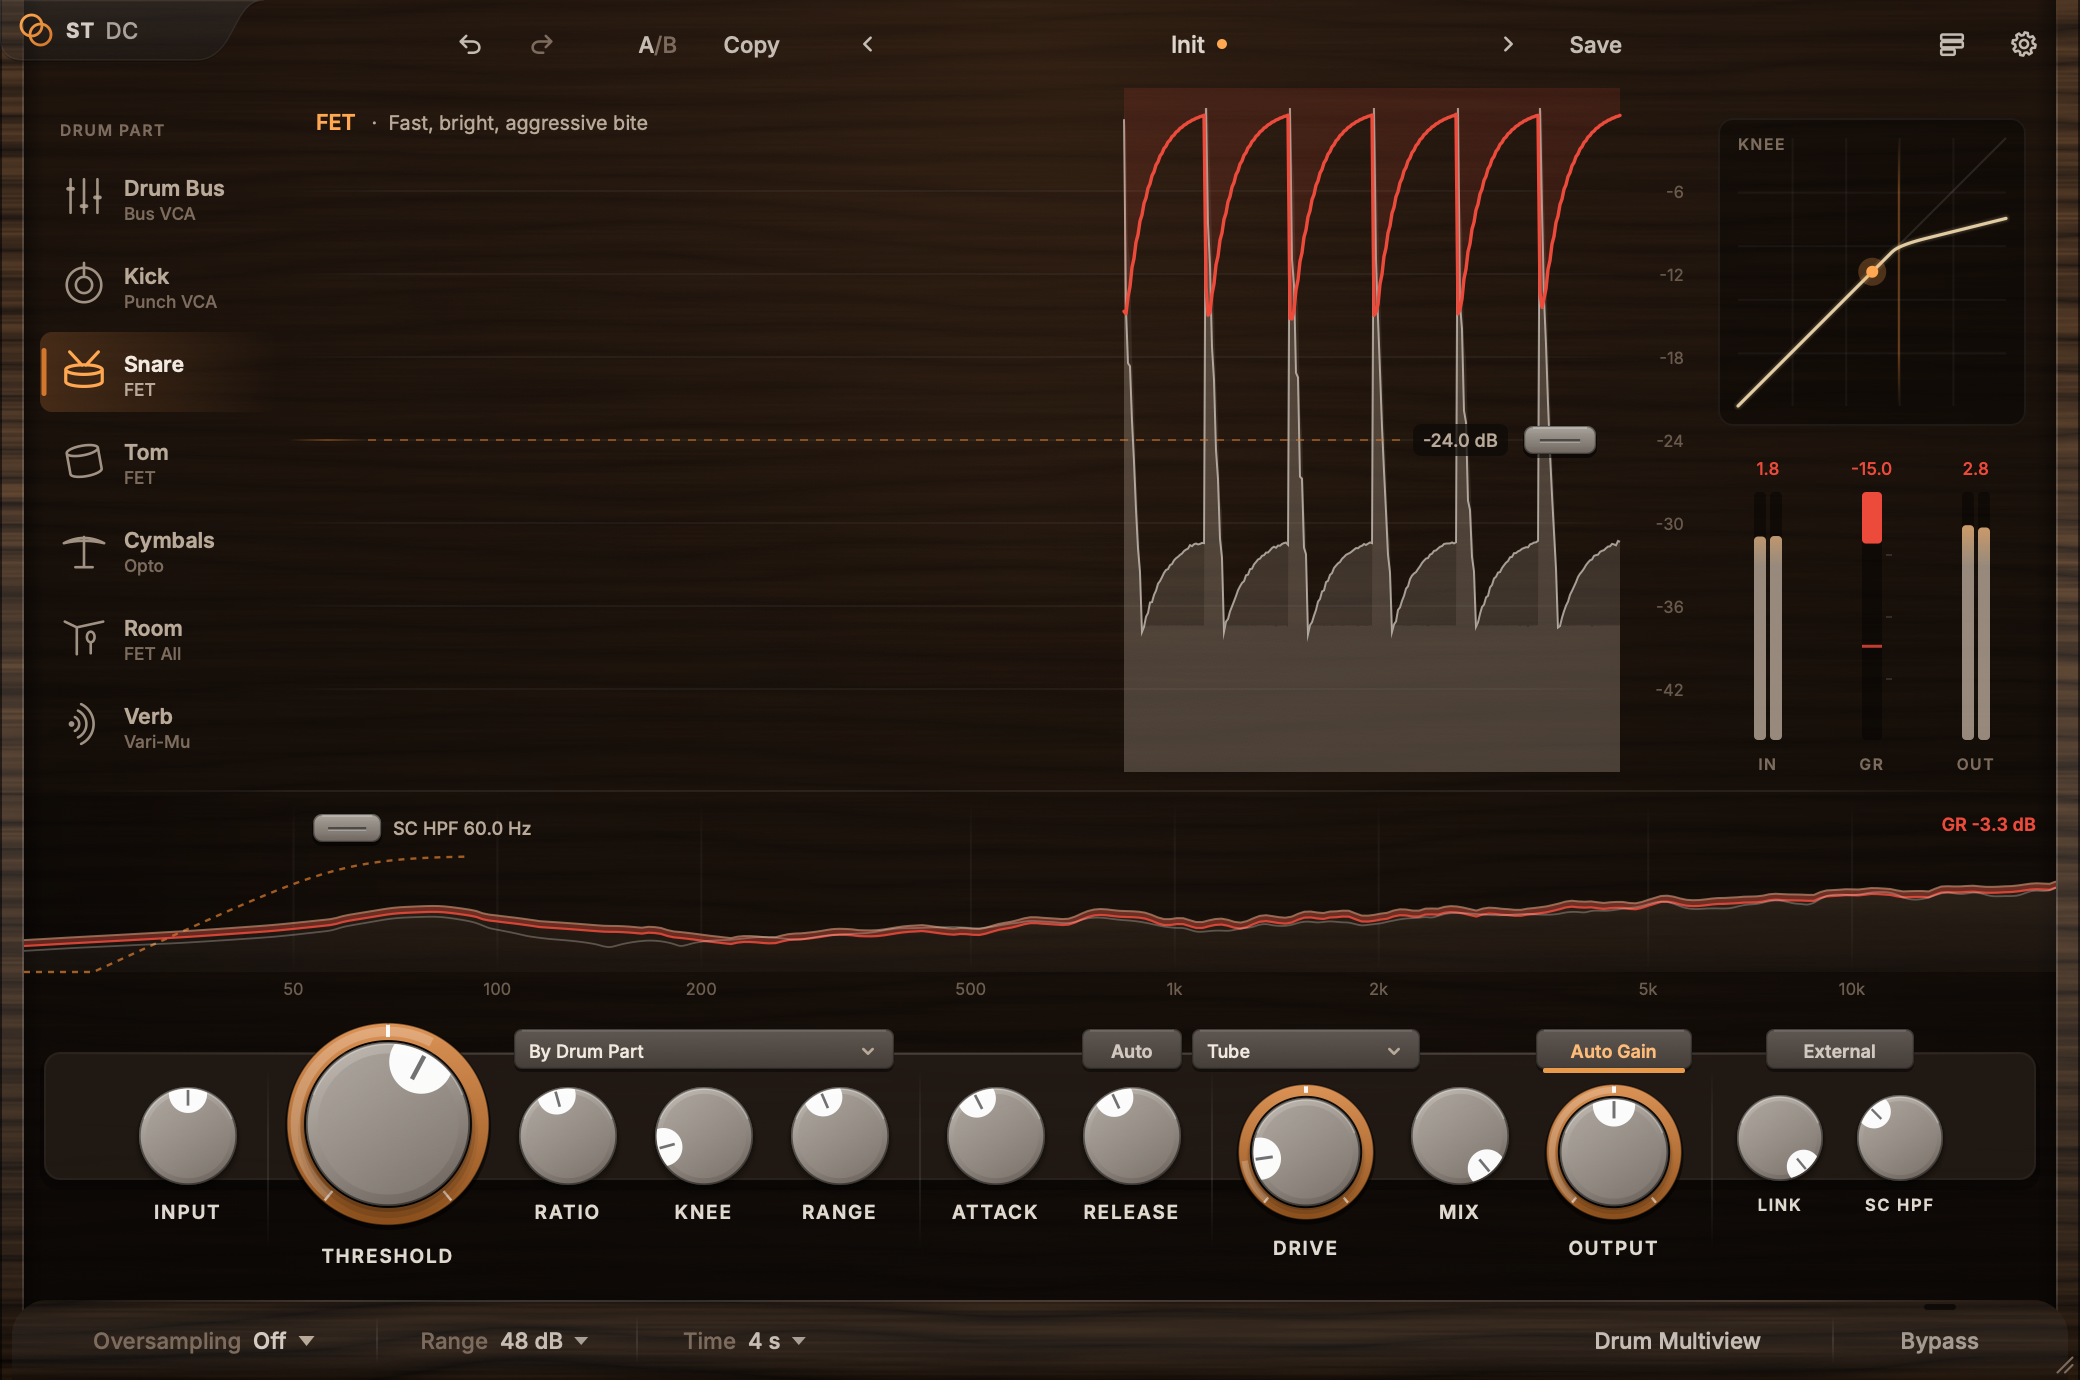 ST DC
A/B
Copy
Init
Save
DRUM PART
Drum Bus
Bus VCA
Kick
Punch VCA
Snare
FET
Tom
FET
Cymbals
Opto
Room
FET All
Verb
Vari-Mu
FET · Fast, bright, aggressive bite
-6
-12
-18
-24
-30
-36
-42
-24.0 dB
KNEE
1.8
-15.0
2.8
IN
GR
OUT
SC HPF 60.0 Hz
GR -3.3 dB
50
100
200
500
1k
2k
5k
10k
By Drum Part
Auto
Tube
Auto Gain
External
INPUT
THRESHOLD
RATIO
KNEE
RANGE
ATTACK
RELEASE
DRIVE
MIX
OUTPUT
LINK
SC HPF
Oversampling Off
Range 48 dB
Time 4 s
Drum Multiview
Bypass